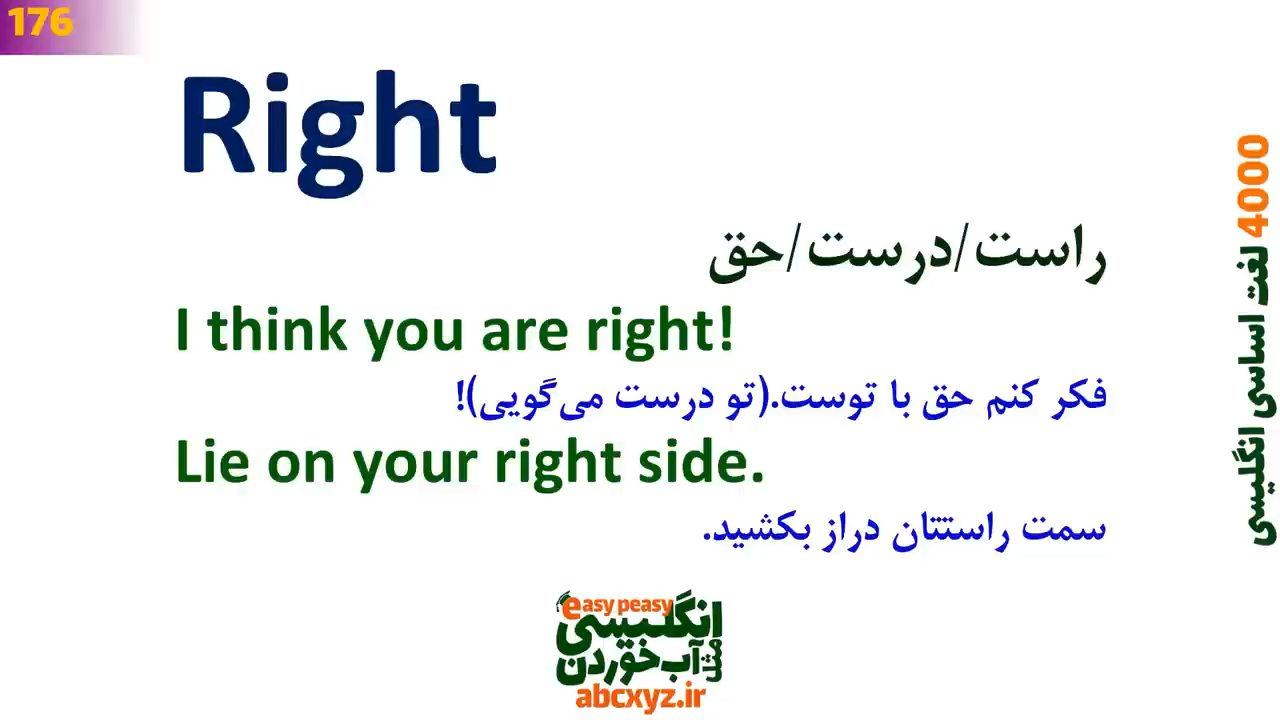 176
Right
راست/درست/حق
I think you are right!
فکر کنم حق با توست.(تو درست می‌گویی)!
Lie on your right side.
سمت راستتان دراز بکشید.
4000 لغت اساسی انگلیسی
easy peasy
انگلیسی
مثل آب خوردن
abcxyz.ir